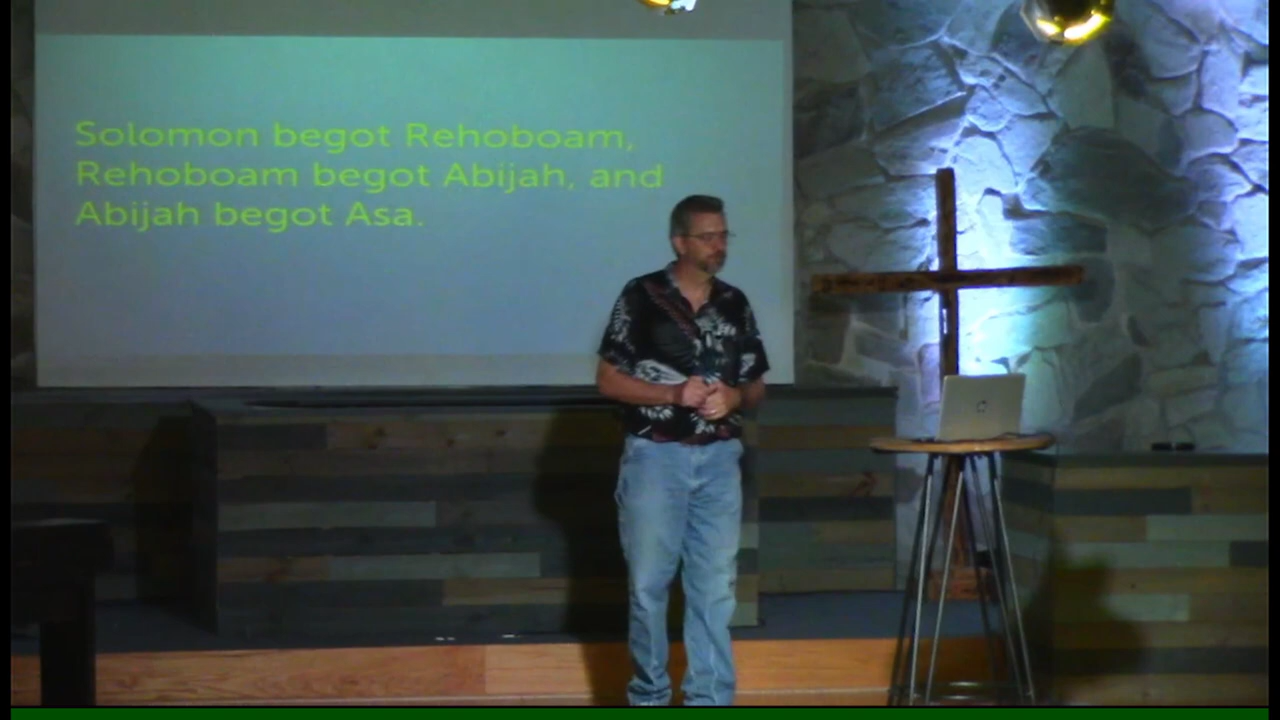 Solomon begot Rehoboam,
Rehoboam begot Abijah, and
Abijah begot Asa.